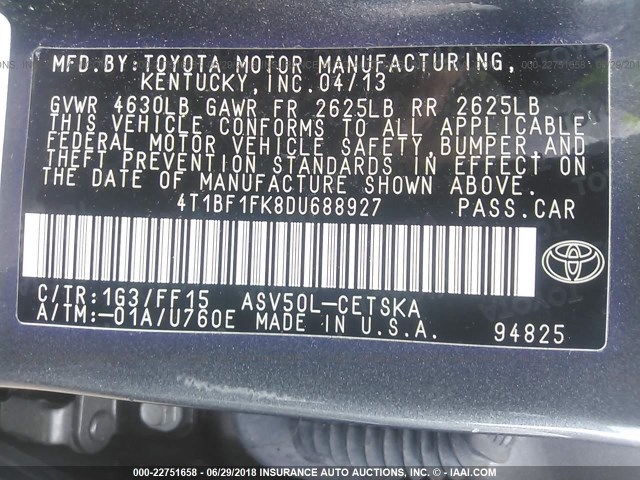 MFD.BY:TOYOTA MOTOR MANUFACTURING,
KENTUCKY,INC.04/13
GVWR 4630LB GAWR FR 2625LB RR 2625LB
THIS VEHICLE CONFORMS TO ALL APPLICABLE
FEDERAL MOTOR VEHICLE SAFETY,BUMPER,AND
THEFT PREVENTION STANDARDS IN EFFECT ON
THE DATE OF MANUFACTURE SHOWN ABOVE.
4T1BF1FK8DU688927 PASS.CAR
C/TR:1G3/FF15 ASV50L-CETSKA
A/TM:-01A/U760E MADE IN U.S.A. 94825
TOYOTA
000-22751658 - 06/29/2018 INSURANCE AUTO AUCTIONS, INC. - © - IAAI.COM